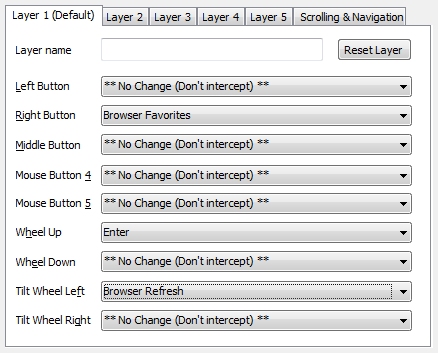 Layer 1 (Default) Layer 2 Layer 3 Layer 4 Layer 5 Scrolling & Navigation
Layer name Reset Layer
Left Button ** No Change (Don't intercept) **
Right Button Browser Favorites
Middle Button ** No Change (Don't intercept) **
Mouse Button 4 ** No Change (Don't intercept) **
Mouse Button 5 ** No Change (Don't intercept) **
Wheel Up Enter
Wheel Down ** No Change (Don't intercept) **
Tilt Wheel Left Browser Refresh
Tilt Wheel Right ** No Change (Don't intercept) **